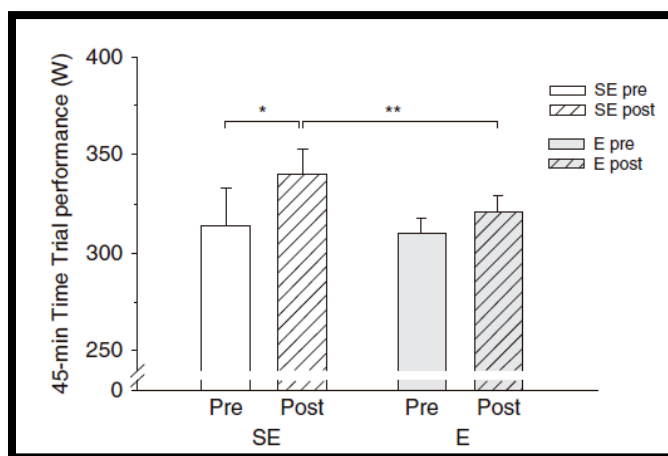 45-min Time Trial performance (W)
400
350
300
250
0
*
**
SE pre
SE post
E pre
E post
Pre Post Pre Post
SE E